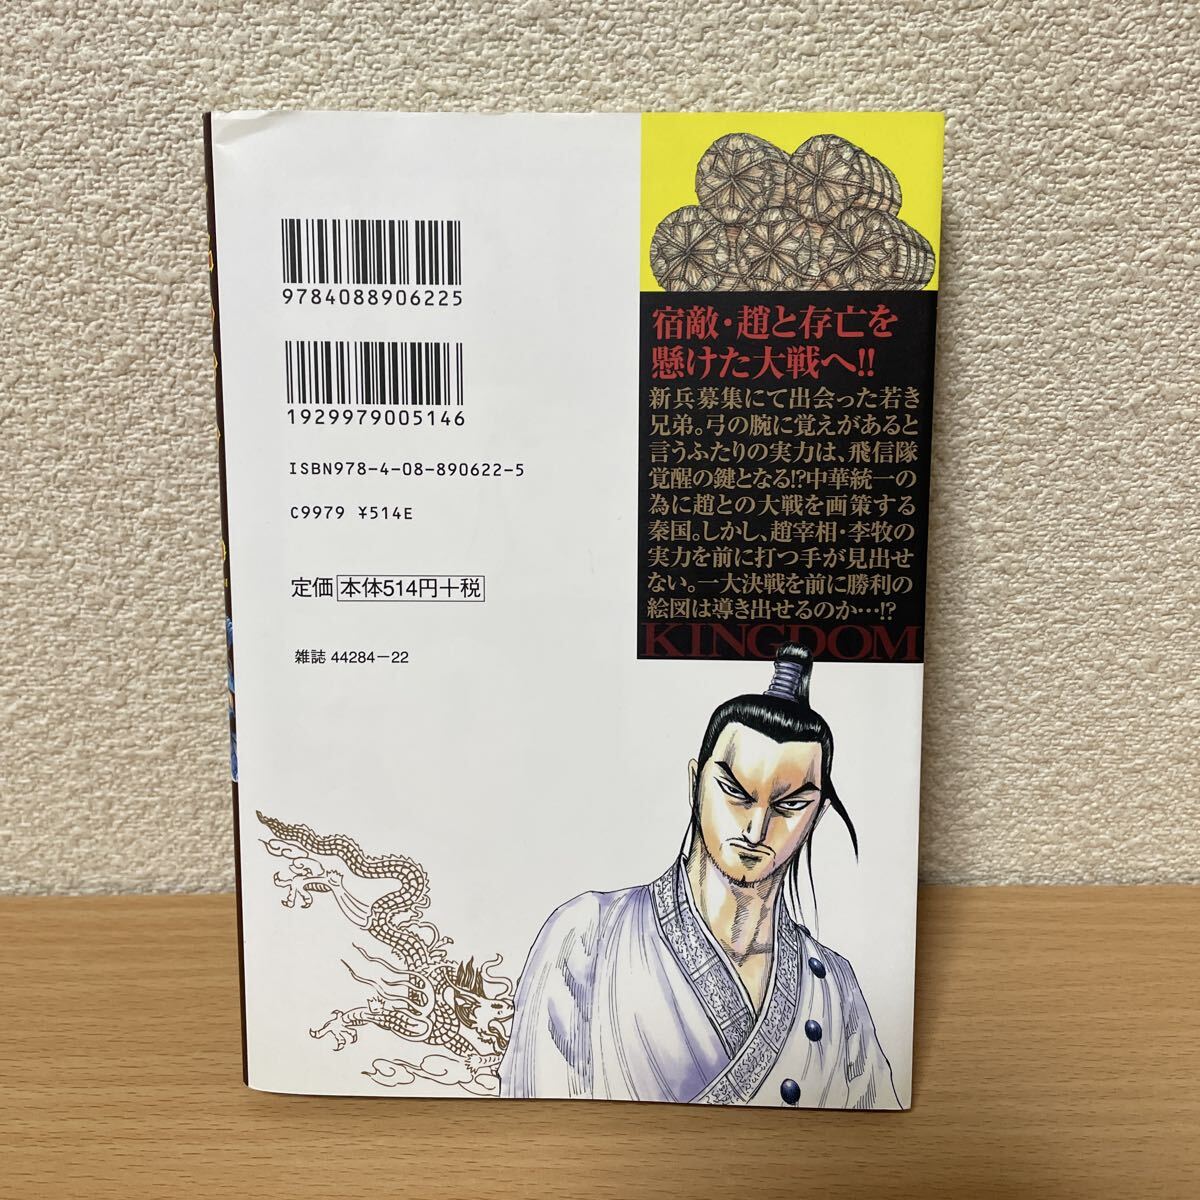 9784088906225
1929979005146
ISBN978-4-08-890622-5
C9979 ¥514E
定価 本体514円+税
雑誌 44284-22
宿敵・趙と存亡を
懸けた大戦へ!!
新兵募集にて出会った若き
兄弟。弓の腕に覚えがあると
言うふたりの実力は、飛信隊
覚醒の鍵となる!?中華統一の
為に趙との大戦を画策する
秦国。しかし、趙宰相・李牧の
実力を前に打つ手が見出せ
ない。一大決戦を前に勝利の
絵図は導き出せるのか…!?
KINGDOM